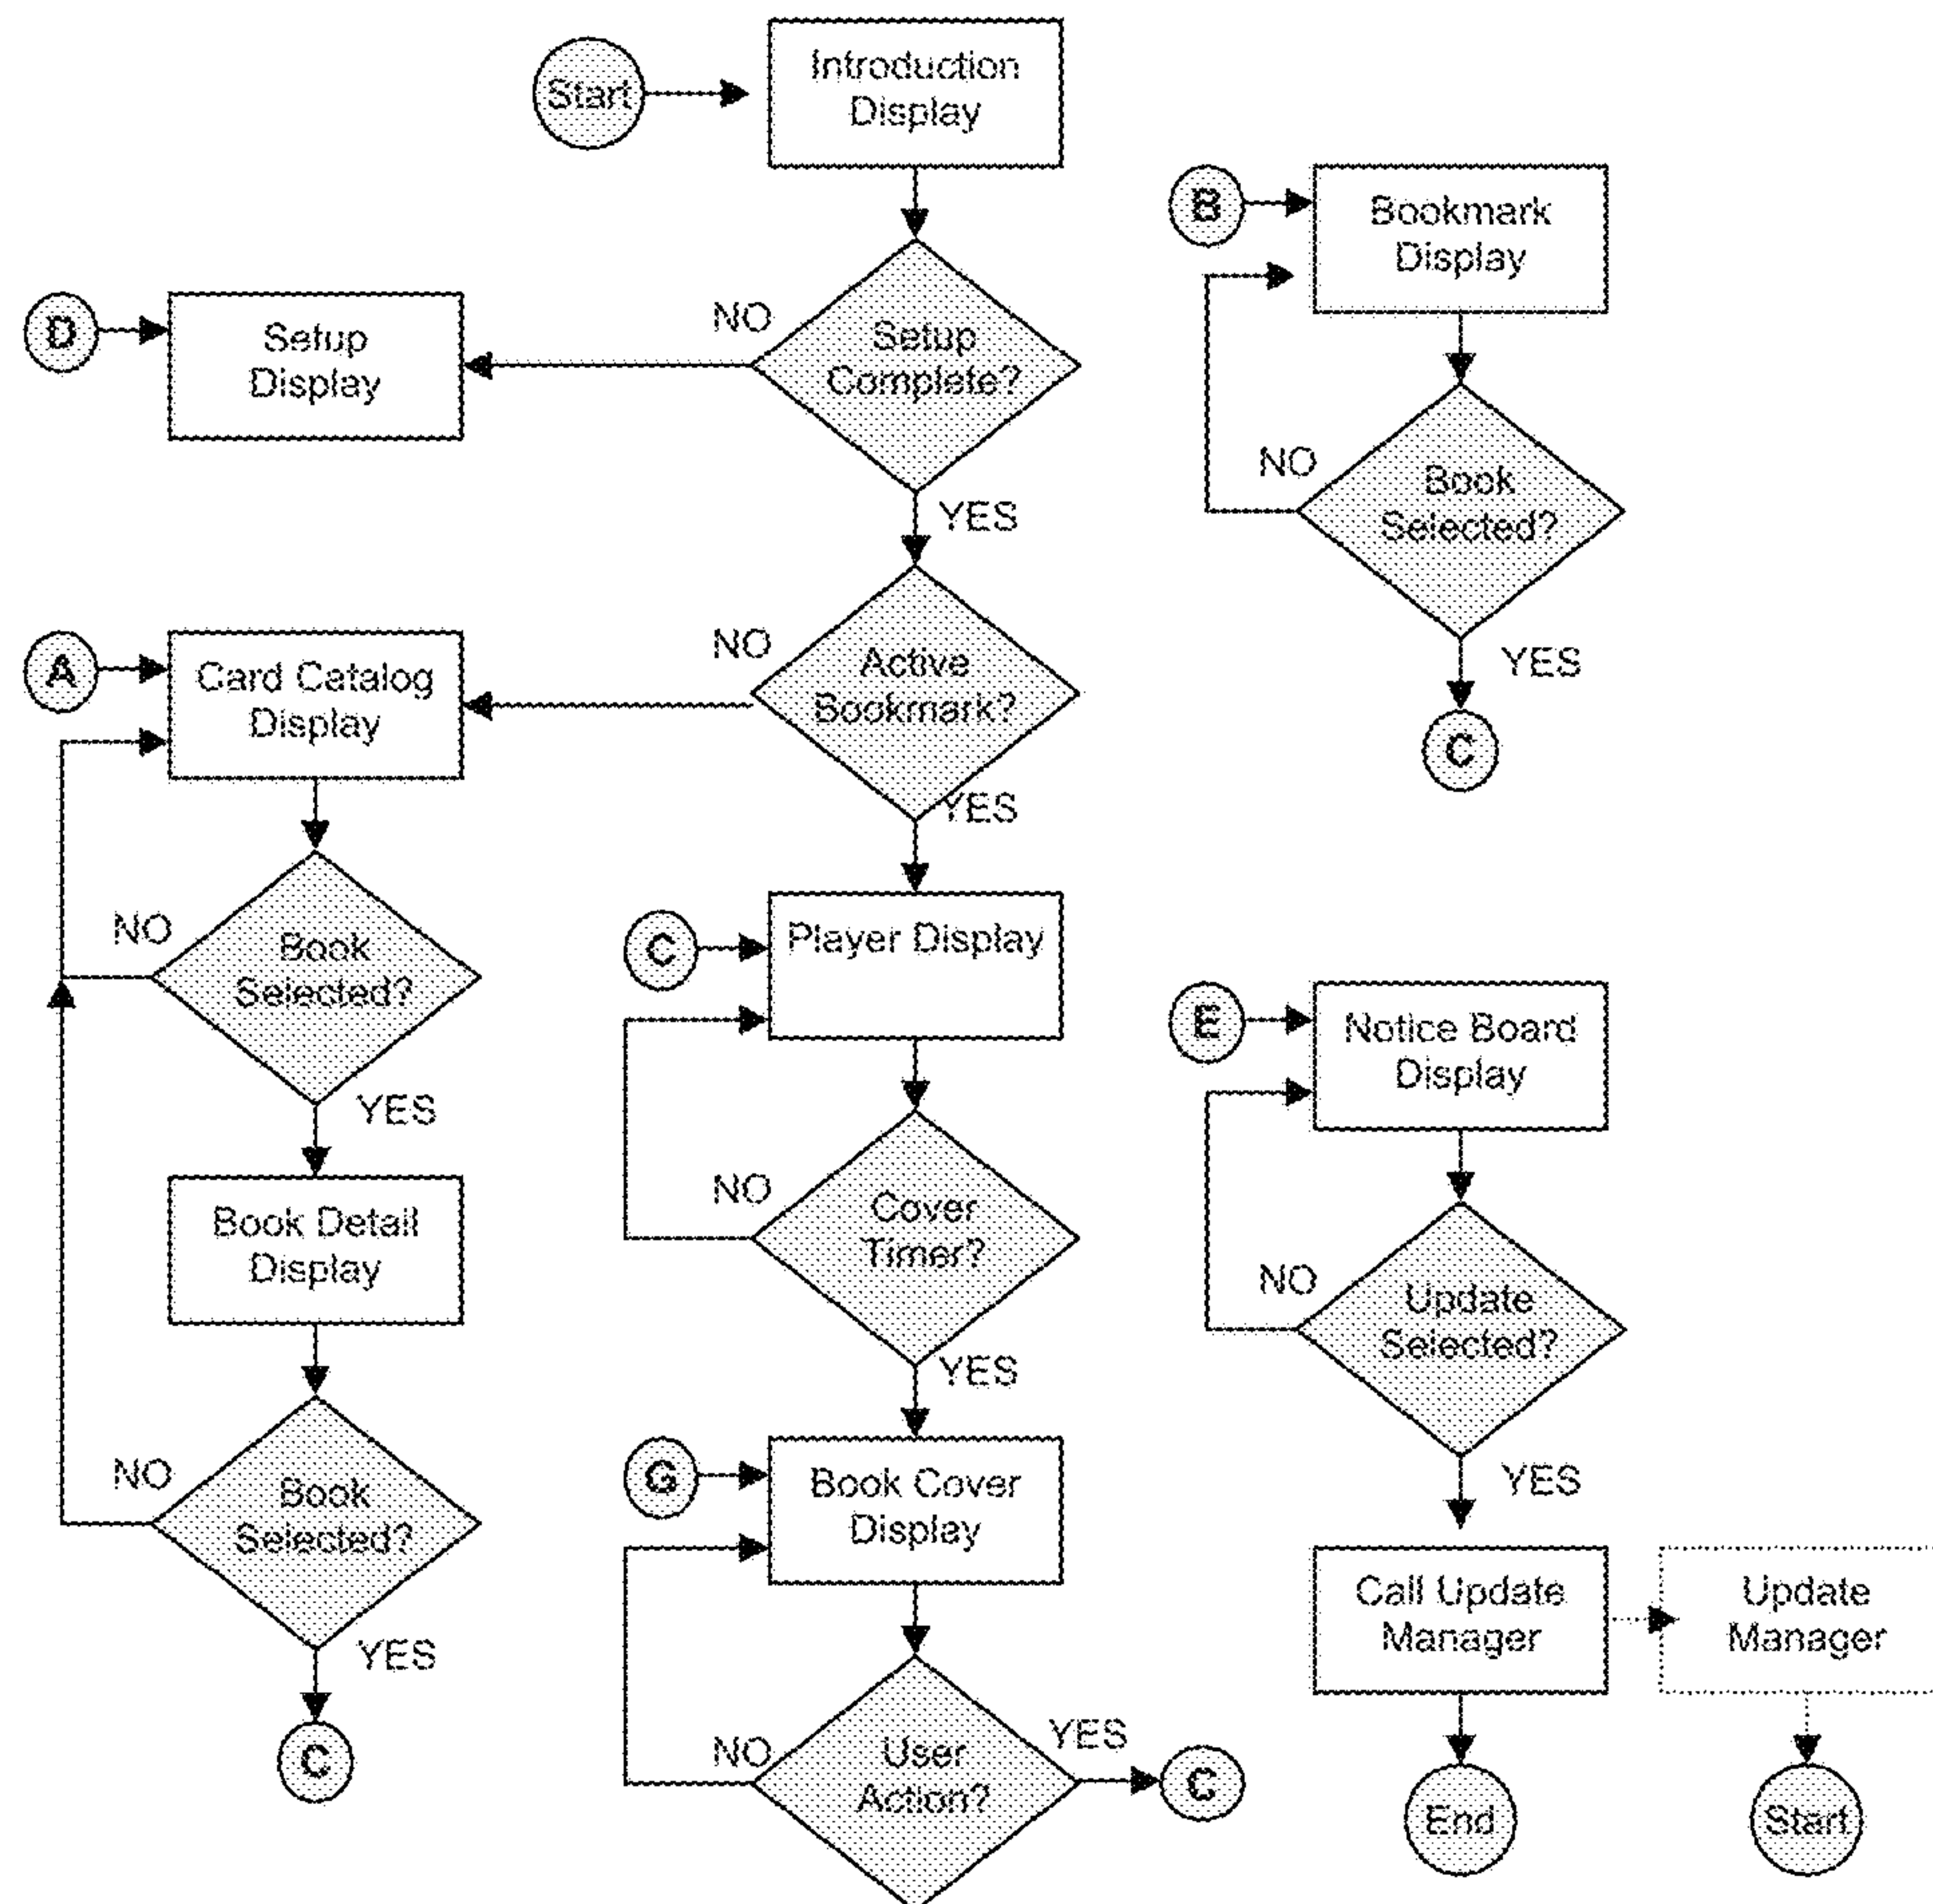 Start
Introduction
Display
B
Bookmark
Display
D
Setup
Display
NO
Setup
Complete?
YES
NO
Book
Selected?
YES
C
A
Card Catalog
Display
NO
Active
Bookmark?
YES
NO
Book
Selected?
YES
C
Player Display
E
Notice Board
Display
Book Detail
Display
NO
Cover
Timer?
YES
NO
Update
Selected?
YES
NO
Book
Selected?
YES
C
G
Book Cover
Display
NO
User
Action?
YES
C
Call Update
Manager
Update
Manager
End
Start